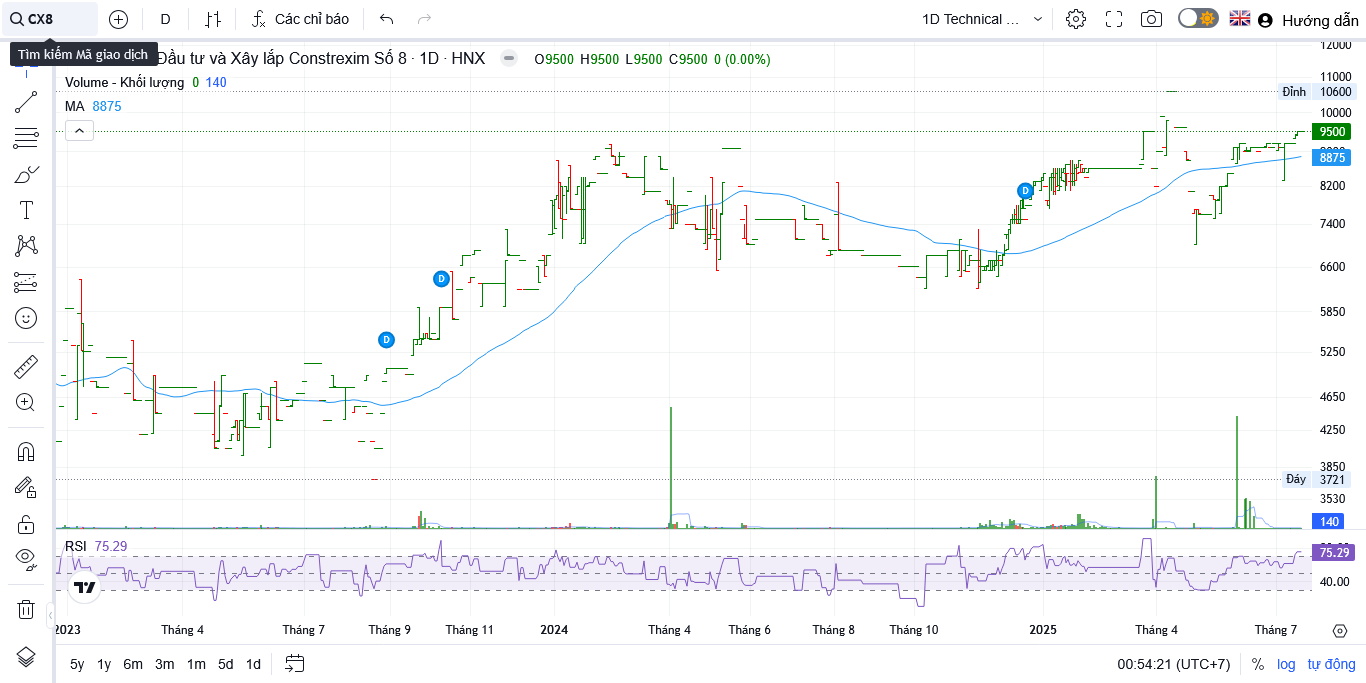 CX8
D
Các chỉ báo
1D Technical ...
Hướng dẫn
Tìm kiếm Mã giao dịch
Đầu tư và Xây lắp Constrexim Số 8 · 1D · HNX
O9500 H9500 L9500 C9500 0 (0.00%)
Volume - Khối lượng 0 140
MA 8875
12000
11000
Đỉnh 10600
10000
9500
8875
8200
7400
6600
5850
5250
4650
4250
3850
Đáy 3721
3530
140
D
D
D
RSI 75.29
75.29
40.00
2023
Tháng 4
Tháng 7
Tháng 9
Tháng 11
2024
Tháng 4
Tháng 6
Tháng 8
Tháng 10
2025
Tháng 4
Tháng 7
5y 1y 6m 3m 1m 5d 1d
00:54:21 (UTC+7)
% log tự động